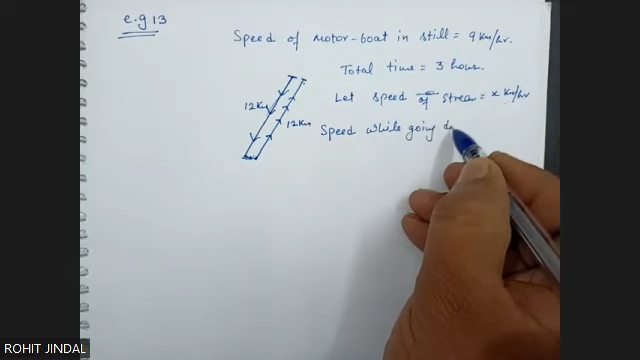 e.g 13
Speed of motor-boat in still = 9 Km/hr.
Total time = 3 hours.
Let speed of stream = x Km/hr
12 Km
12 Km
Speed while going d
ROHIT JINDAL